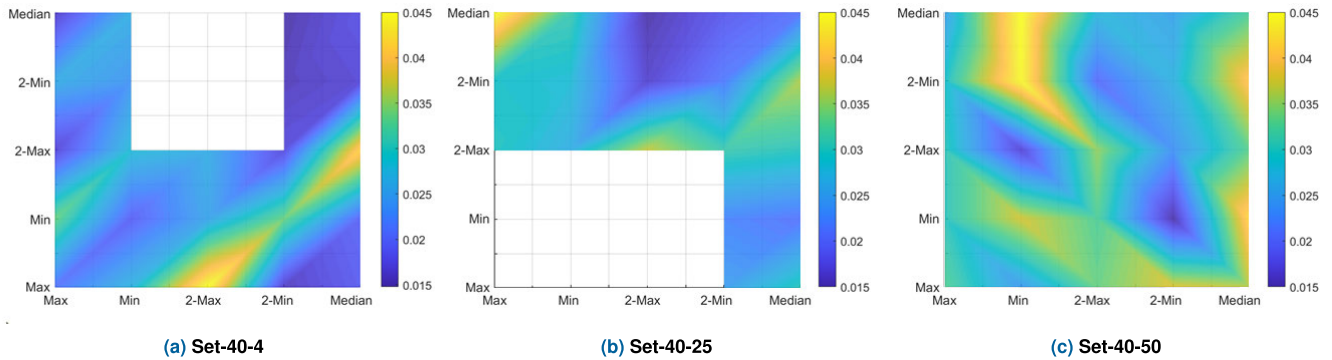 Median
2-Min
2-Max
Min
Max
Max Min 2-Max 2-Min Median
0.045
0.04
0.035
0.03
0.025
0.02
0.015
(a) Set-40-4
Median
2-Min
2-Max
Min
Max
Max Min 2-Max 2-Min Median
0.045
0.04
0.035
0.03
0.025
0.02
0.015
(b) Set-40-25
Median
2-Min
2-Max
Min
Max
Max Min 2-Max 2-Min Median
0.045
0.04
0.035
0.03
0.025
0.02
0.015
(c) Set-40-50